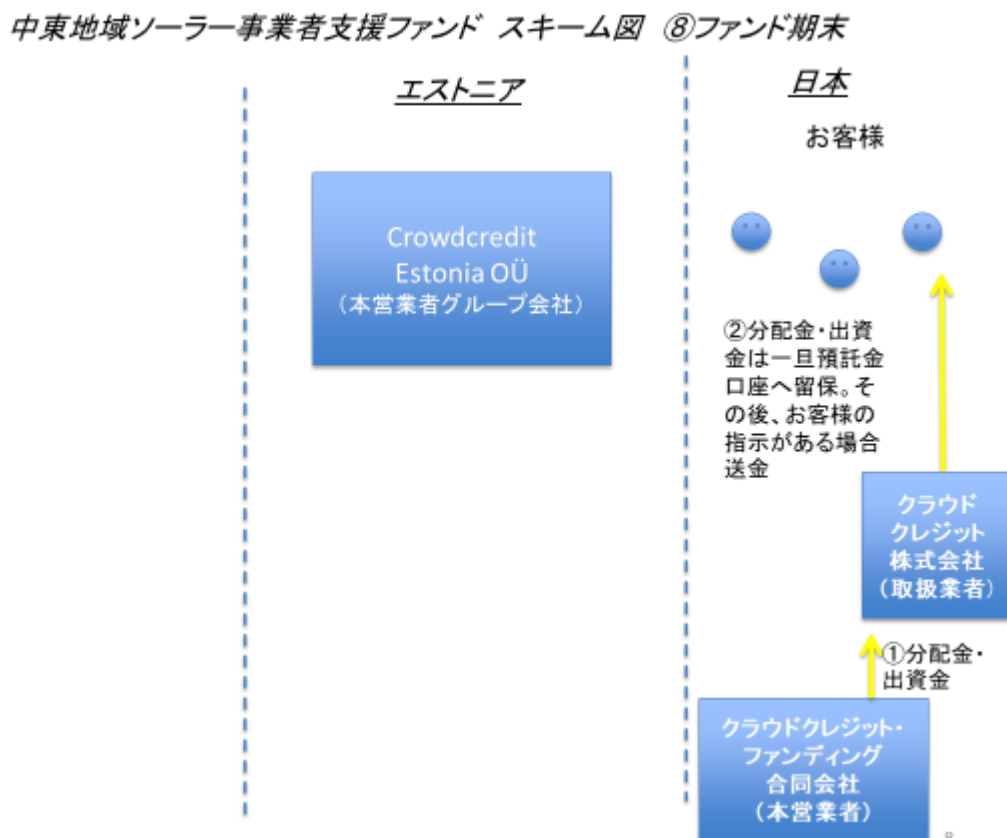 中東地域ソーラー事業者支援ファンド スキーム図 ⑧ファンド期末
エストニア
日本
お客様
Crowdcredit
Estonia OÜ
（本営業者グループ会社）
②分配金・出資
金は一旦預託金
口座へ留保。そ
の後、お客様の
指示がある場合
送金
クラウド
クレジット
株式会社
（取扱業者）
①分配金・
出資金
クラウドクレジット・
ファンディング
合同会社
（本営業者）
。